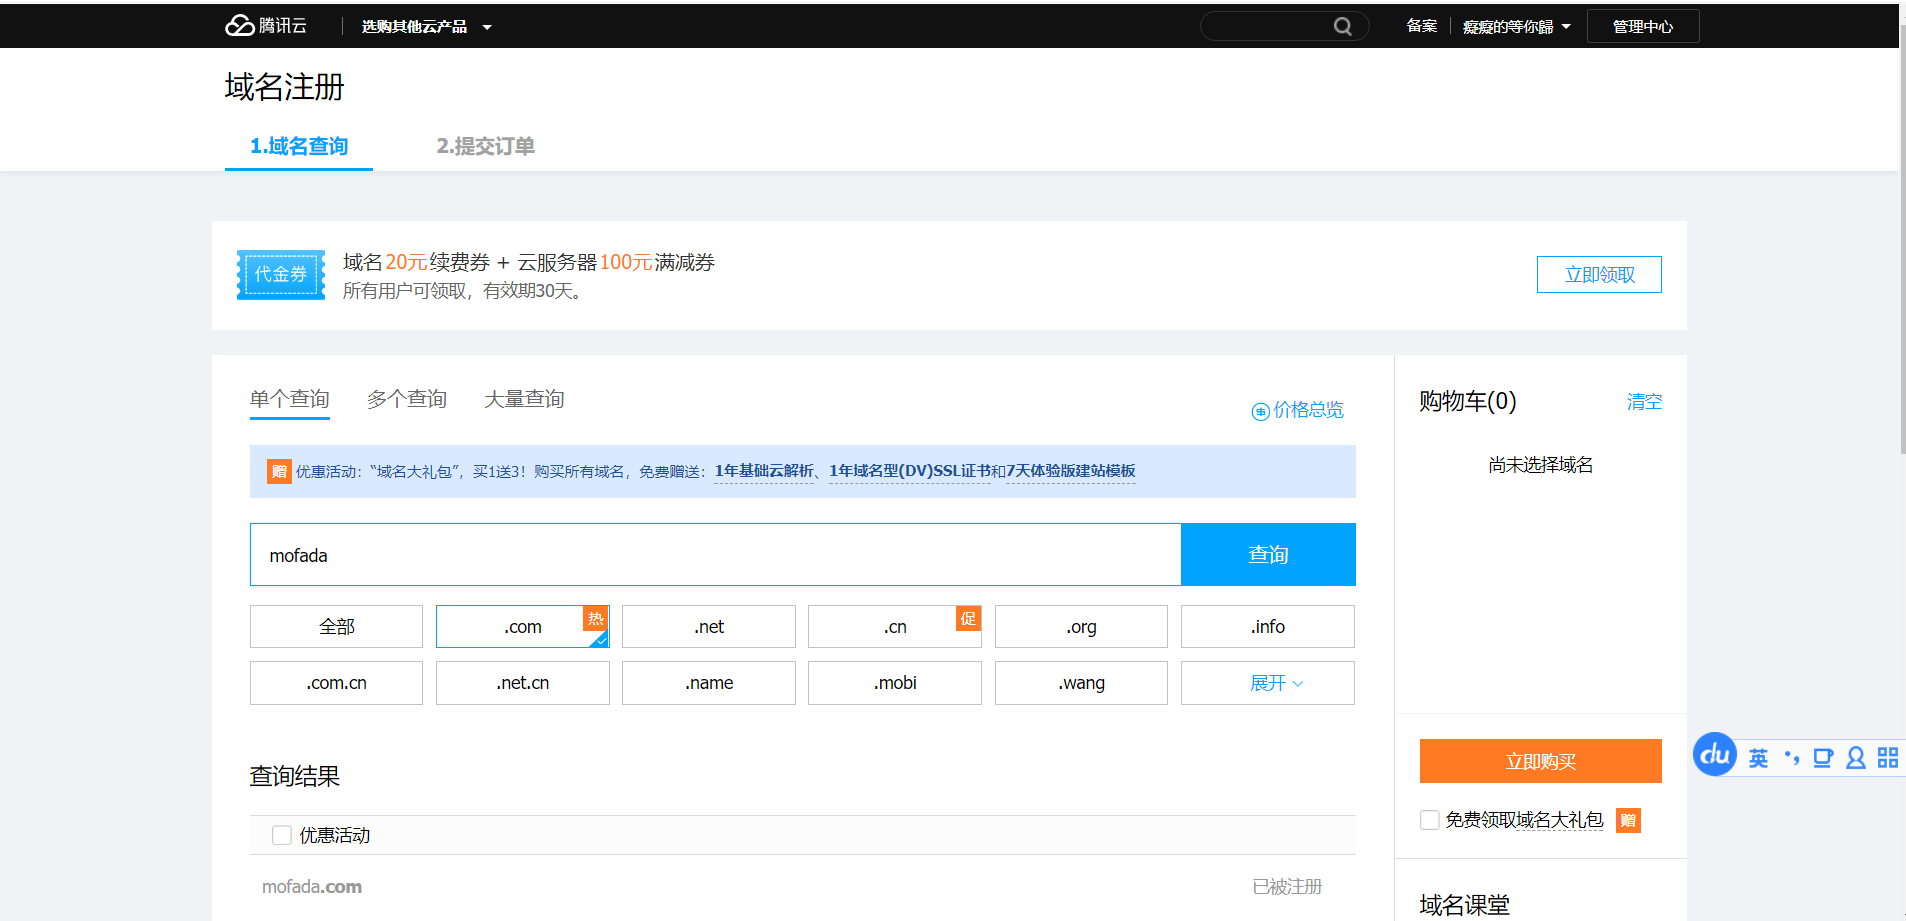 腾讯云 选购其他云产品 备案 癡癡的等你歸 管理中心
域名注册
1.域名查询 2.提交订单
代金券
域名20元续费券 + 云服务器100元满减券
所有用户可领取，有效期30天。
立即领取
单个查询 多个查询 大量查询 价格总览
赠 优惠活动：“域名大礼包”，买1送3！购买所有域名，免费赠送：1年基础云解析、1年域名型(DV)SSL证书和7天体验版建站模板
mofada 查询
全部 .com 热 .net .cn 促 .org .info
.com.cn .net.cn .name .mobi .wang 展开
查询结果
优惠活动
mofada.com 已被注册
购物车(0) 清空
尚未选择域名
立即购买
免费领取域名大礼包 赠
域名课堂
du 英